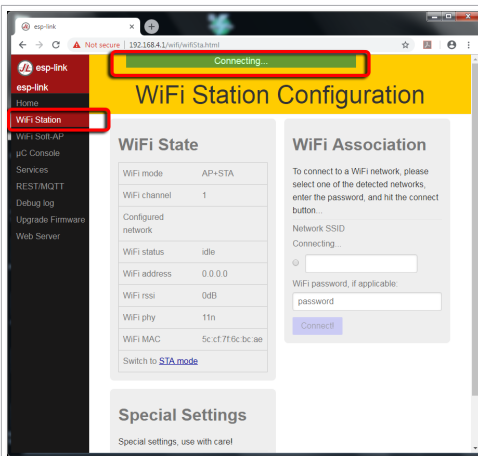 esp-link
Not secure | 192.168.4.1/wifi/wifiSta.html
Connecting...
esp-link
esp-link
Home
WiFi Station
WiFi Soft-AP
µC Console
Services
REST/MQTT
Debug log
Upgrade Firmware
Web Server
WiFi Station Configuration
WiFi State
WiFi mode AP+STA
WiFi channel 1
Configured
network
WiFi status idle
WiFi address 0.0.0.0
WiFi rssi 0dB
WiFi phy 11n
WiFi MAC 5c:cf:7f:6c:bc:ae
Switch to STA mode
WiFi Association
To connect to a WiFi network, please
select one of the detected networks,
enter the password, and hit the connect
button...
Network SSID
Connecting...
WiFi password, if applicable:
password
Connect!
Special Settings
Special settings, use with care!